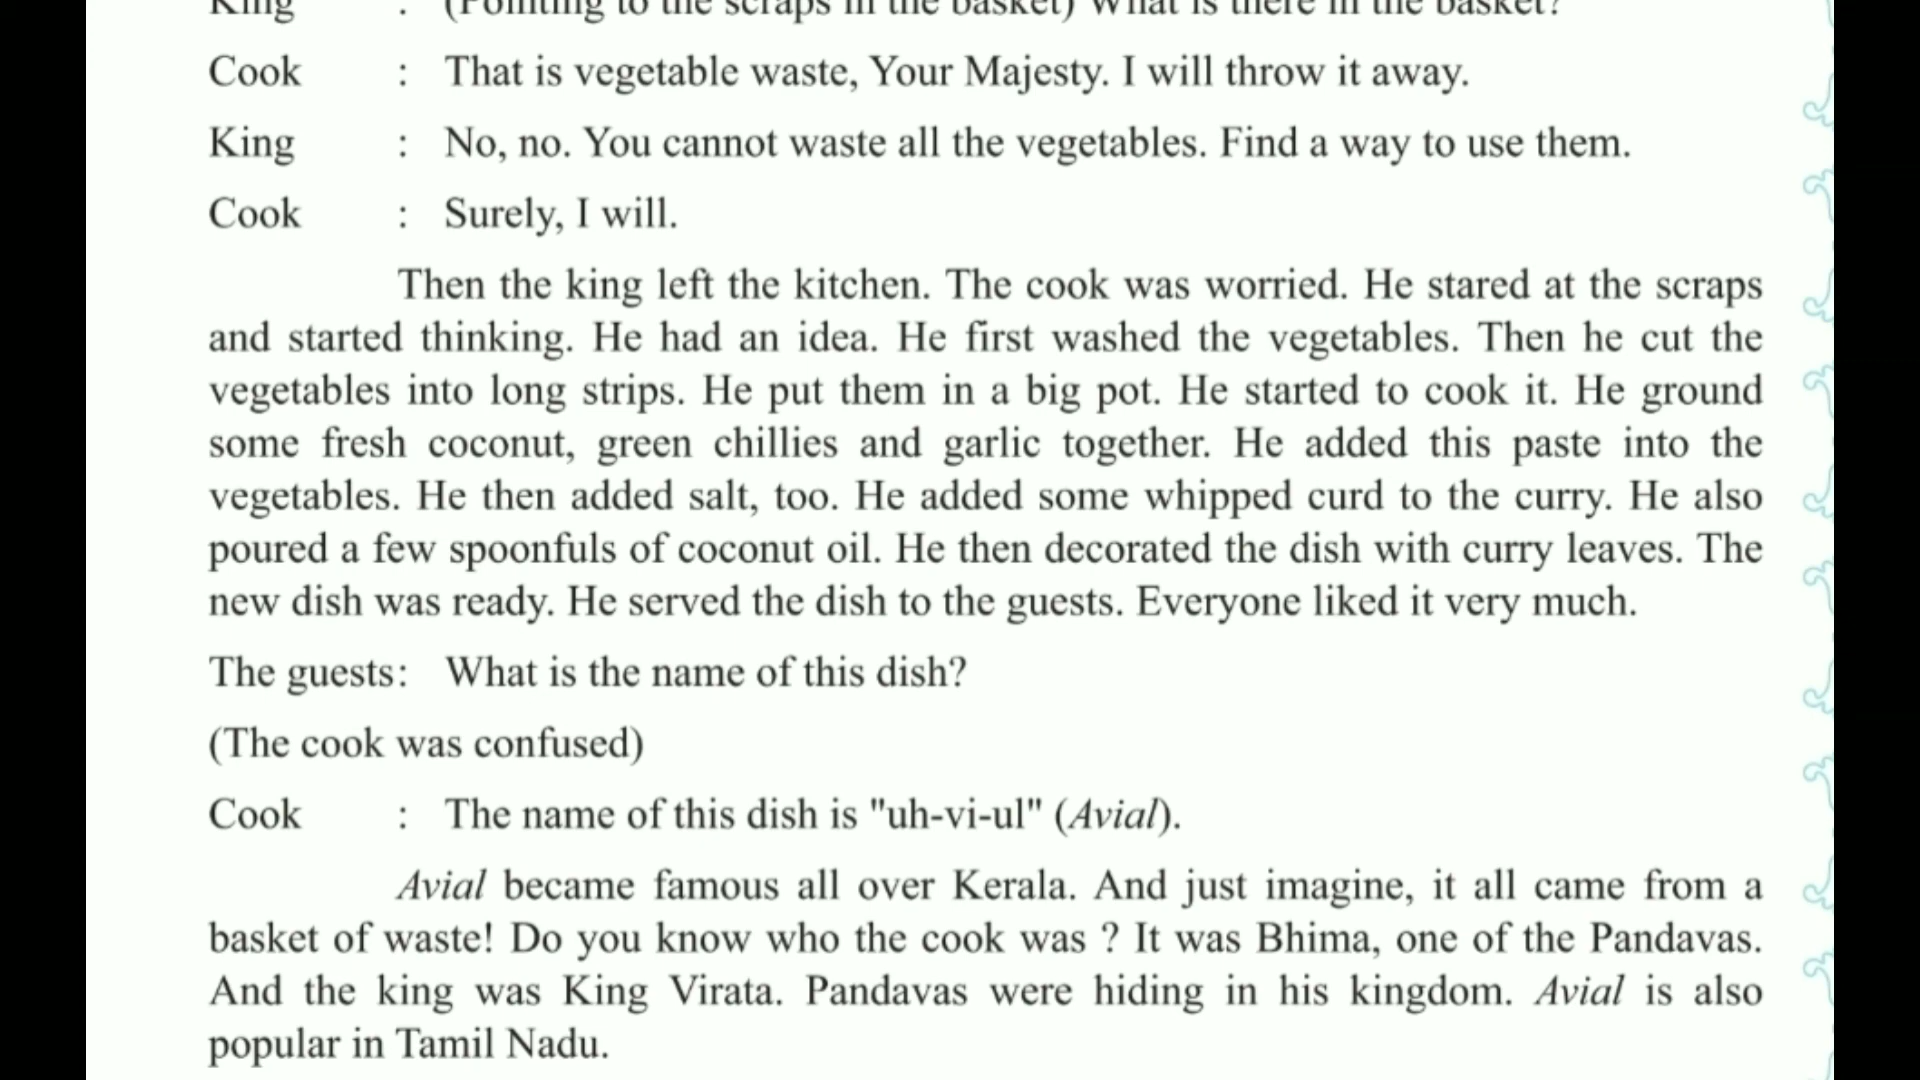 King : (Pointing to the scraps in the basket) What is there in the basket?
Cook : That is vegetable waste, Your Majesty. I will throw it away.
King : No, no. You cannot waste all the vegetables. Find a way to use them.
Cook : Surely, I will.
Then the king left the kitchen. The cook was worried. He stared at the scraps
and started thinking. He had an idea. He first washed the vegetables. Then he cut the
vegetables into long strips. He put them in a big pot. He started to cook it. He ground
some fresh coconut, green chillies and garlic together. He added this paste into the
vegetables. He then added salt, too. He added some whipped curd to the curry. He also
poured a few spoonfuls of coconut oil. He then decorated the dish with curry leaves. The
new dish was ready. He served the dish to the guests. Everyone liked it very much.
The guests: What is the name of this dish?
(The cook was confused)
Cook : The name of this dish is "uh-vi-ul" (Avial).
Avial became famous all over Kerala. And just imagine, it all came from a
basket of waste! Do you know who the cook was ? It was Bhima, one of the Pandavas.
And the king was King Virata. Pandavas were hiding in his kingdom. Avial is also
popular in Tamil Nadu.